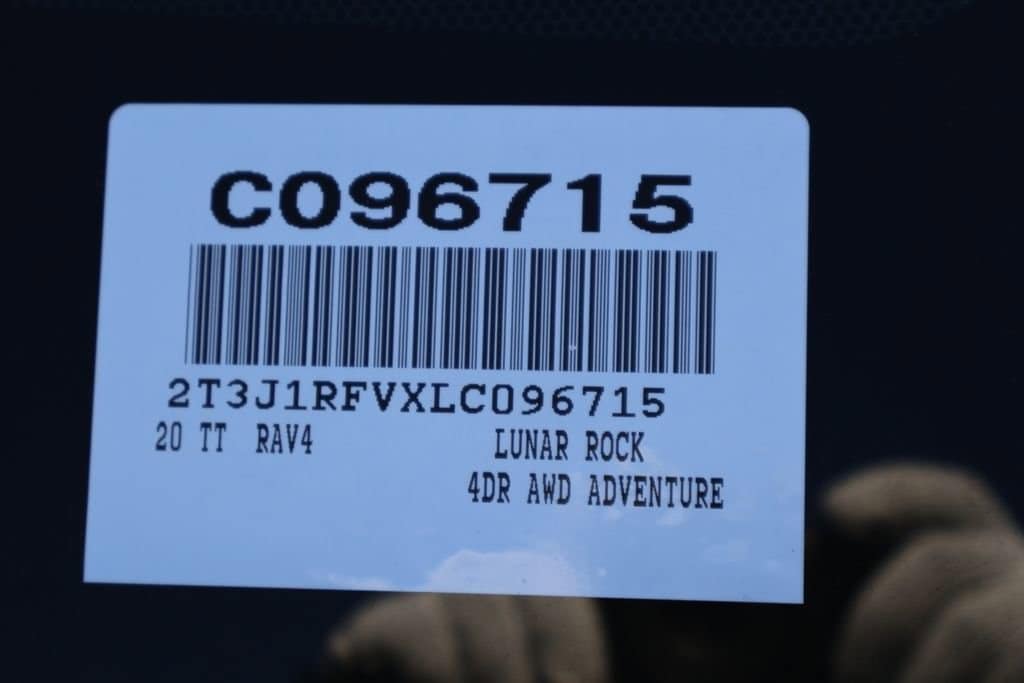 C096715
2T3J1RFVXLC096715
20 TT RAV4 LUNAR ROCK
4DR AWD ADVENTURE